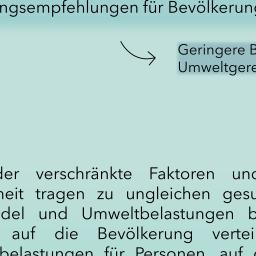 ngsempfehlungen für Bevölkerung
Geringere B
Umweltgere
der verschränkte Faktoren und
heit tragen zu ungleichen gesu
del und Umweltbelastungen b
auf die Bevölkerung vertei
belastungen für Personen, auf